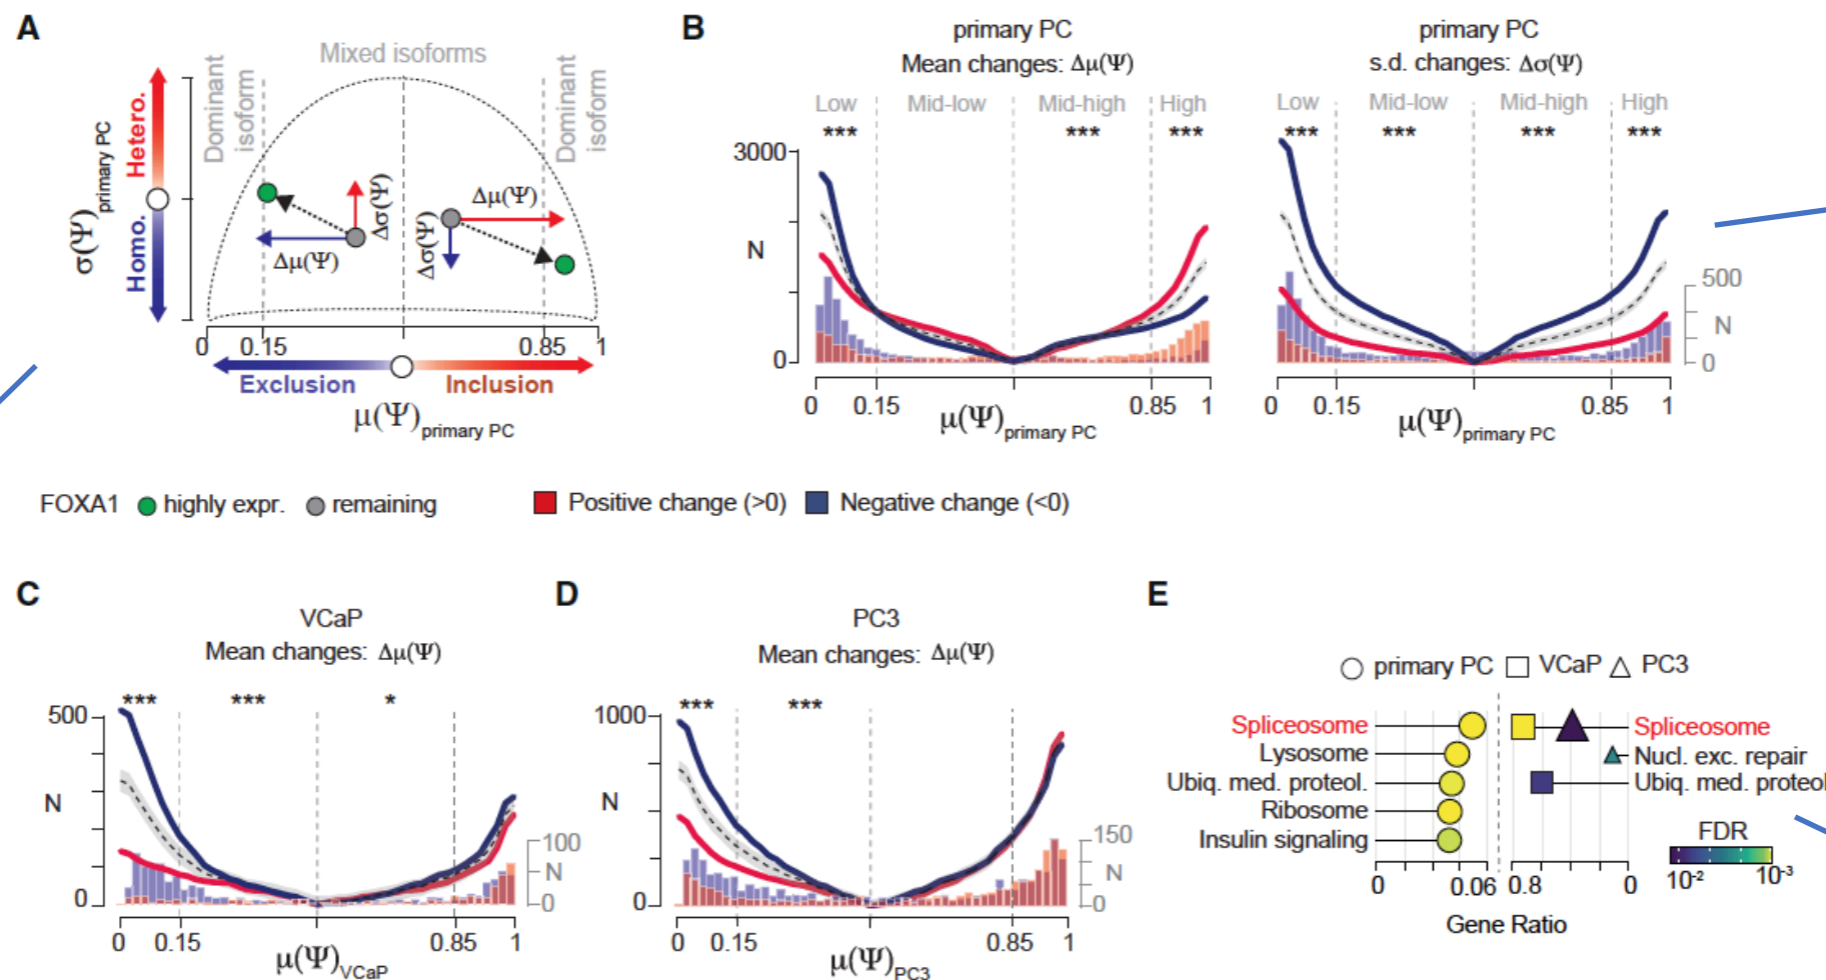 A
Mixed isoforms
Dominant isoform
Dominant isoform
Hetero.
Homo.
σ(Ψ)primary PC
Δσ(Ψ)
Δμ(Ψ)
Δσ(Ψ)
Δμ(Ψ)
0 0.15 0.85 1
Exclusion Inclusion
μ(Ψ)primary PC
B
primary PC
Mean changes: Δμ(Ψ)
Low Mid-low Mid-high High
*** *** ***
3000
N
0
0 0.15 0.85 1
μ(Ψ)primary PC
primary PC
s.d. changes: Δσ(Ψ)
Low Mid-low Mid-high High
*** *** *** ***
500
N
0
0 0.15 0.85 1
μ(Ψ)primary PC
FOXA1 highly expr. remaining Positive change (>0) Negative change (<0)
C
VCaP
Mean changes: Δμ(Ψ)
*** *** *
500
N
0
100
N
0
0 0.15 0.85 1
μ(Ψ)VCaP
D
PC3
Mean changes: Δμ(Ψ)
*** ***
1000
N
0
150
N
0
0 0.15 0.85 1
μ(Ψ)PC3
E
primary PC VCaP PC3
Spliceosome Spliceosome
Lysosome Nucl. exc. repair
Ubiq. med. proteol. Ubiq. med. proteol
Ribosome
Insulin signaling
FDR
10-2 10-3
0 0.06 0.8 0
Gene Ratio